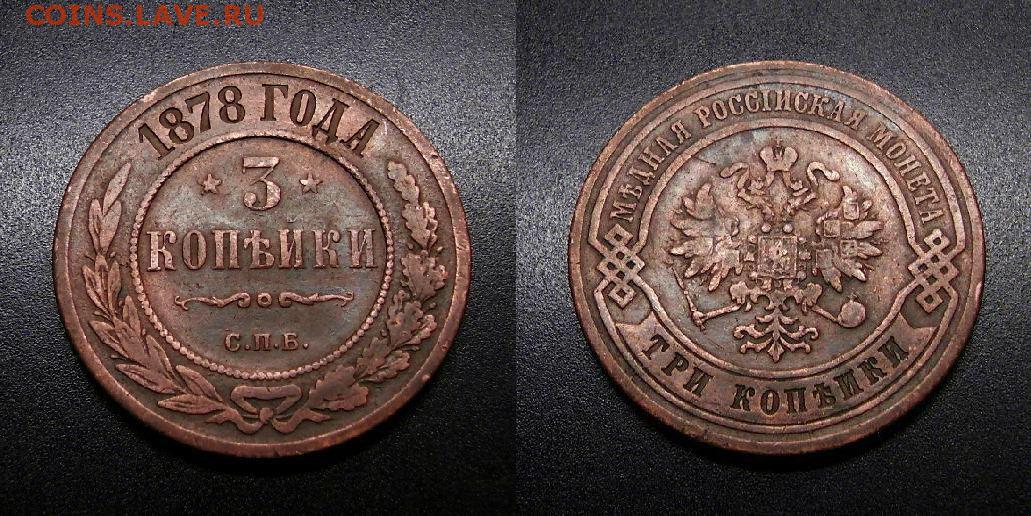 COINS.LAVE.RU
1878 ГОДА
3
КОПѢЙКИ
С.П.Б.
МѢДНАЯ РОССІЙСКАЯ МОНЕТА
ТРИ КОПѢЙКИ